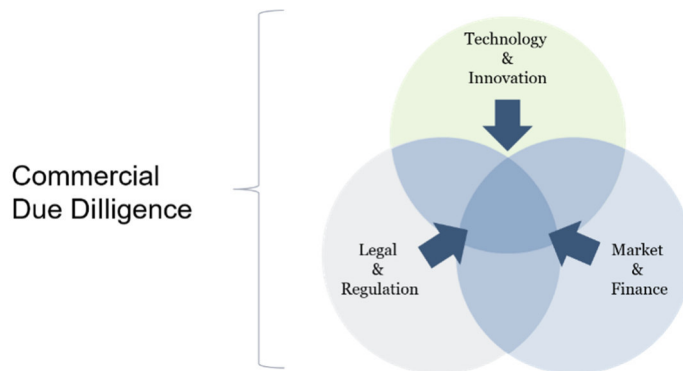 Commercial
Due Dilligence
Technology
&
Innovation
Legal
&
Regulation
Market
&
Finance